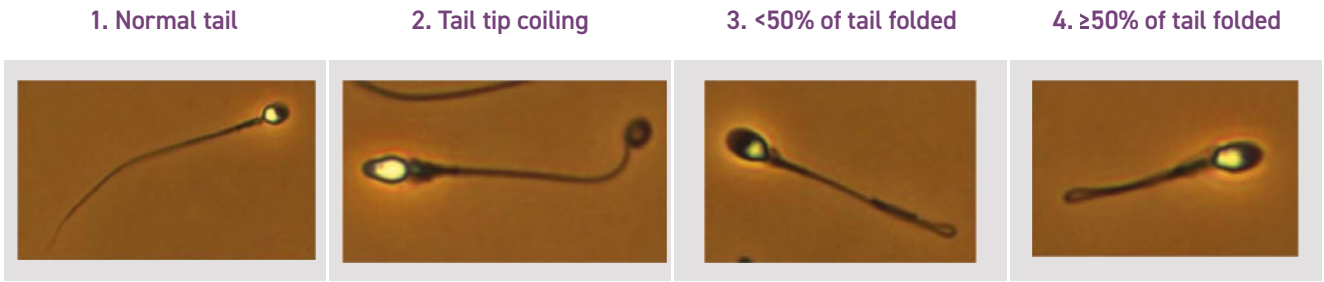 1. Normal tail
2. Tail tip coiling
3. <50% of tail folded
4. ≥50% of tail folded